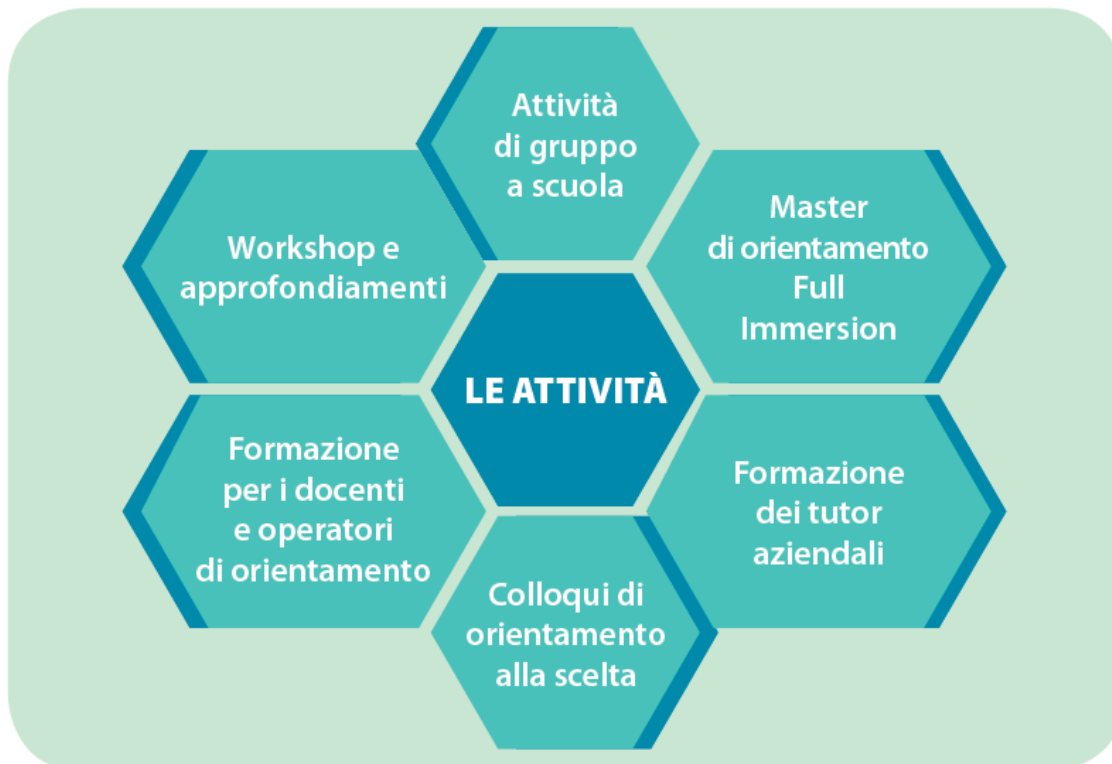 Attività
di gruppo
a scuola
Master
di orientamento
Full
Immersion
Workshop e
approfondiamenti
LE ATTIVITÀ
Formazione
per i docenti
e operatori
di orientamento
Formazione
dei tutor
aziendali
Colloqui di
orientamento
alla scelta